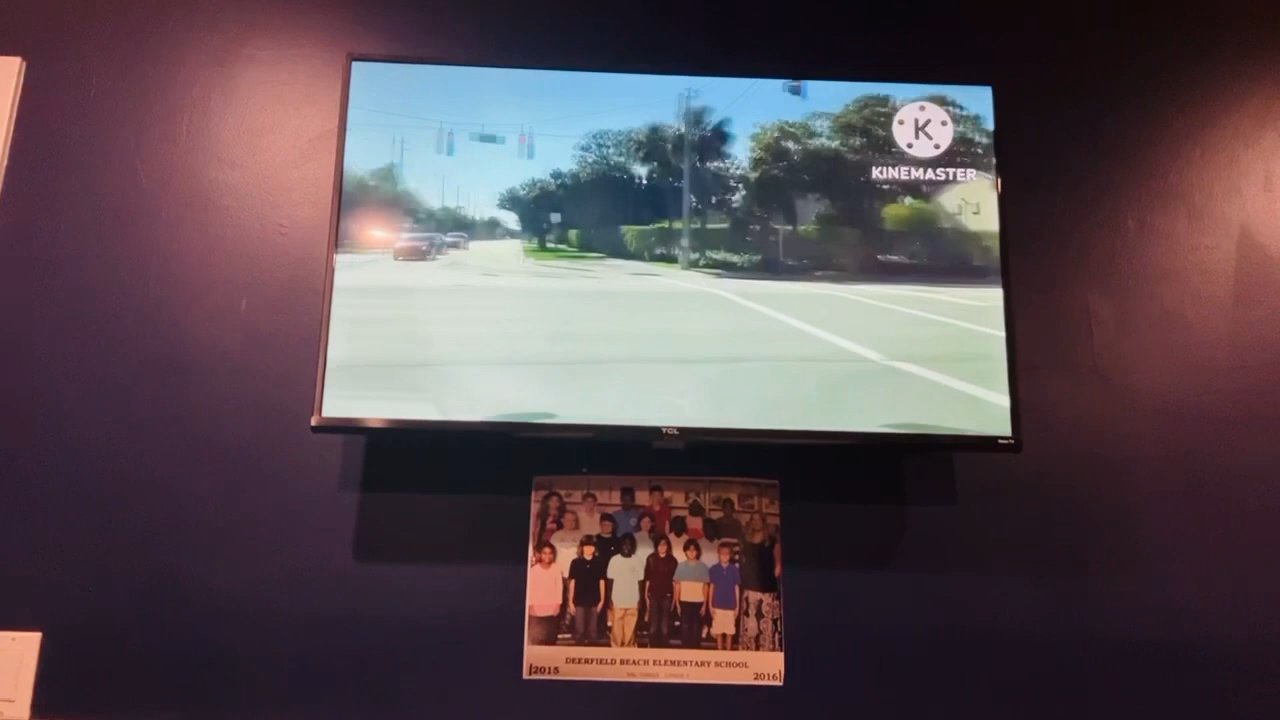 KINEMASTER
TCL
DEERFIELD BEACH ELEMENTARY SCHOOL
2015
2016